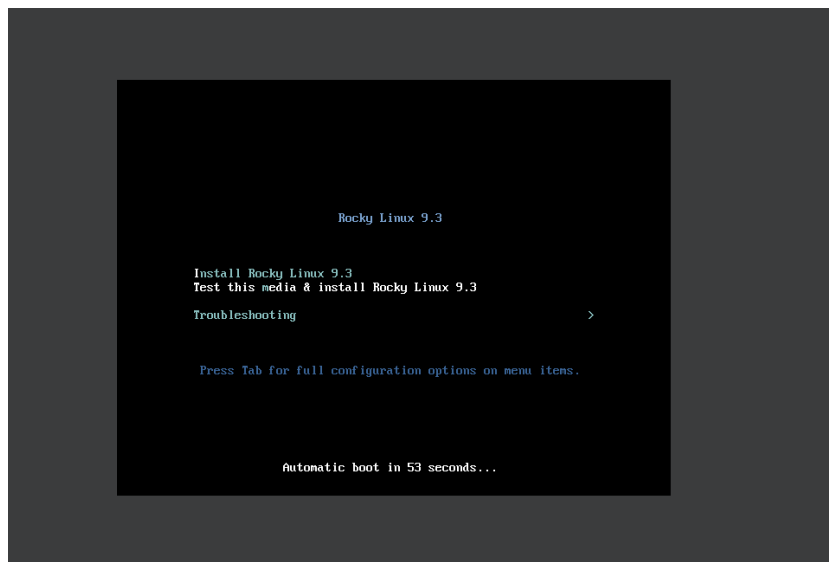 Rocky Linux 9.3
Install Rocky Linux 9.3
Test this media & install Rocky Linux 9.3
Troubleshooting >
Press Tab for full configuration options on menu items.
Automatic boot in 53 seconds...